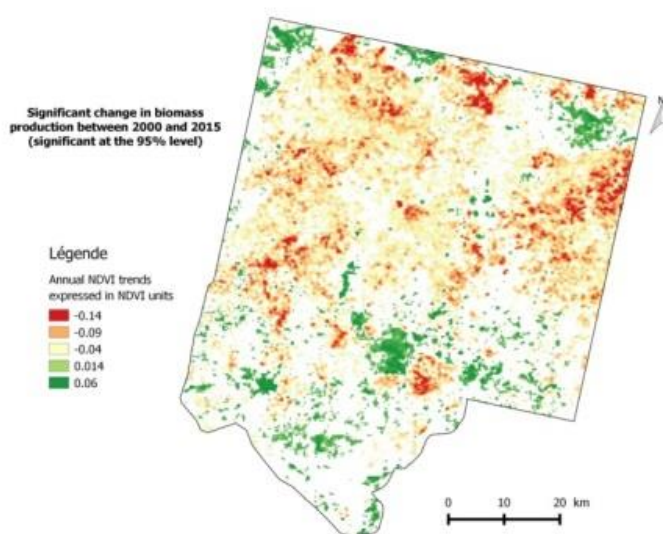 Significant change in biomass
production between 2000 and 2015
(significant at the 95% level)
N
Légende
Annual NDVI trends
expressed in NDVI units
-0.14
-0.09
-0.04
0.014
0.06
0 10 20 km